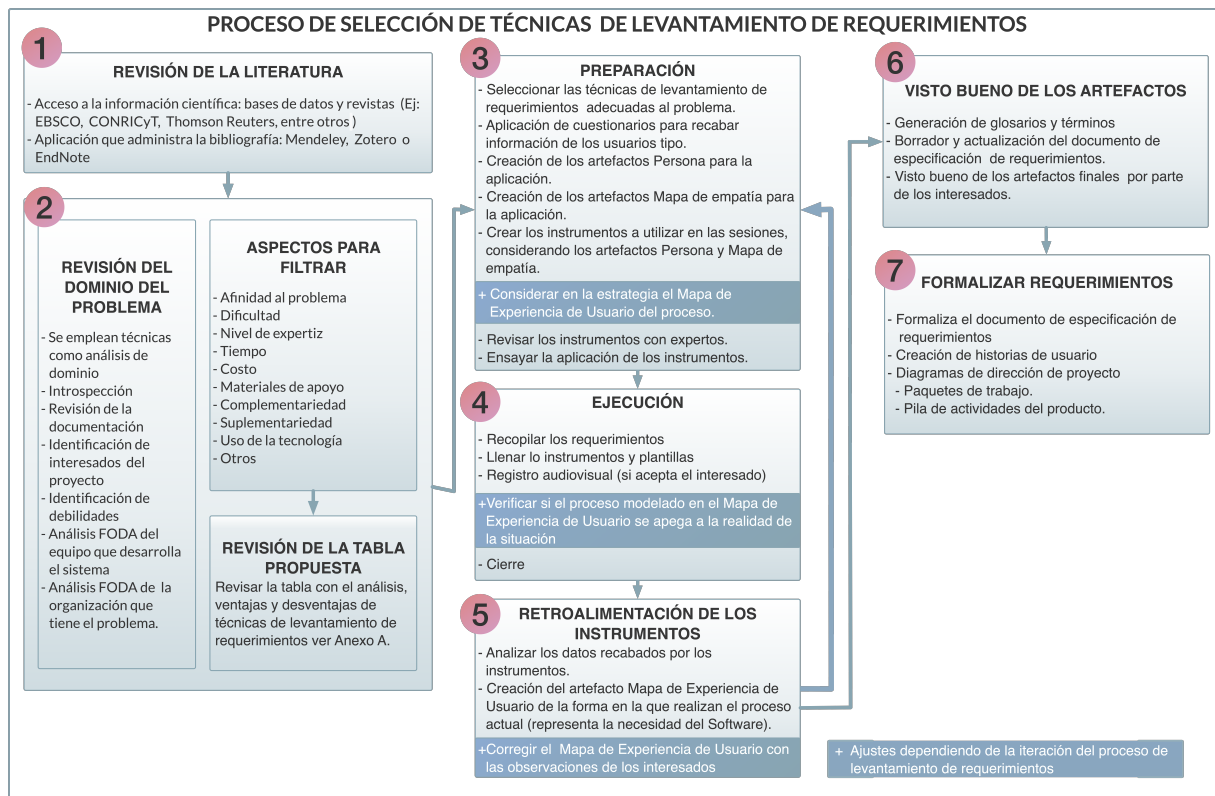 PROCESO DE SELECCIÓN DE TÉCNICAS DE LEVANTAMIENTO DE REQUERIMIENTOS
1
REVISIÓN DE LA LITERATURA
- Acceso a la información científica: bases de datos y revistas (Ej:
EBSCO, CONRICyT, Thomson Reuters, entre otros )
- Aplicación que administra la bibliografía: Mendeley, Zotero o
EndNote
2
REVISIÓN DEL
DOMINIO DEL
PROBLEMA
- Se emplean técnicas
como análisis de
dominio
- Introspección
- Revisión de la
documentación
- Identificación de
interesados del
proyecto
- Identificación de
debilidades
- Análisis FODA del
equipo que desarrolla
el sistema
- Análisis FODA de la
organización que
tiene el problema.
ASPECTOS PARA
FILTRAR
- Afinidad al problema
- Dificultad
- Nivel de expertiz
- Tiempo
- Costo
- Materiales de apoyo
- Complementariedad
- Suplementariedad
- Uso de la tecnología
- Otros
REVISIÓN DE LA TABLA
PROPUESTA
Revisar la tabla con el análisis,
ventajas y desventajas de
técnicas de levantamiento de
requerimientos ver Anexo A.
3
PREPARACIÓN
- Seleccionar las técnicas de levantamiento de
requerimientos adecuadas al problema.
- Aplicación de cuestionarios para recabar
información de los usuarios tipo.
- Creación de los artefactos Persona para la
aplicación.
- Creación de los artefactos Mapa de empatía para
la aplicación.
- Crear los instrumentos a utilizar en las sesiones,
considerando los artefactos Persona y Mapa de
empatía.
+ Considerar en la estrategia el Mapa de
Experiencia de Usuario del proceso.
- Revisar los instrumentos con expertos.
- Ensayar la aplicación de los instrumentos.
4
EJECUCIÓN
- Recopilar los requerimientos
- Llenar lo instrumentos y plantillas
- Registro audiovisual (si acepta el interesado)
+Verificar si el proceso modelado en el Mapa de
Experiencia de Usuario se apega a la realidad de
la situación
- Cierre
5
RETROALIMENTACIÓN DE LOS
INSTRUMENTOS
- Analizar los datos recabados por los
instrumentos.
- Creación del artefacto Mapa de Experiencia de
Usuario de la forma en la que realizan el proceso
actual (representa la necesidad del Software).
+Corregir el Mapa de Experiencia de Usuario con
las observaciones de los interesados
6
VISTO BUENO DE LOS ARTEFACTOS
- Generación de glosarios y términos
- Borrador y actualización del documento de
especificación de requerimientos.
- Visto bueno de los artefactos finales por parte
de los interesados.
7
FORMALIZAR REQUERIMIENTOS
- Formaliza el documento de especificación de
requerimientos
- Creación de historias de usuario
- Diagramas de dirección de proyecto
- Paquetes de trabajo.
- Pila de actividades del producto.
+ Ajustes dependiendo de la iteración del proceso de
levantamiento de requerimientos